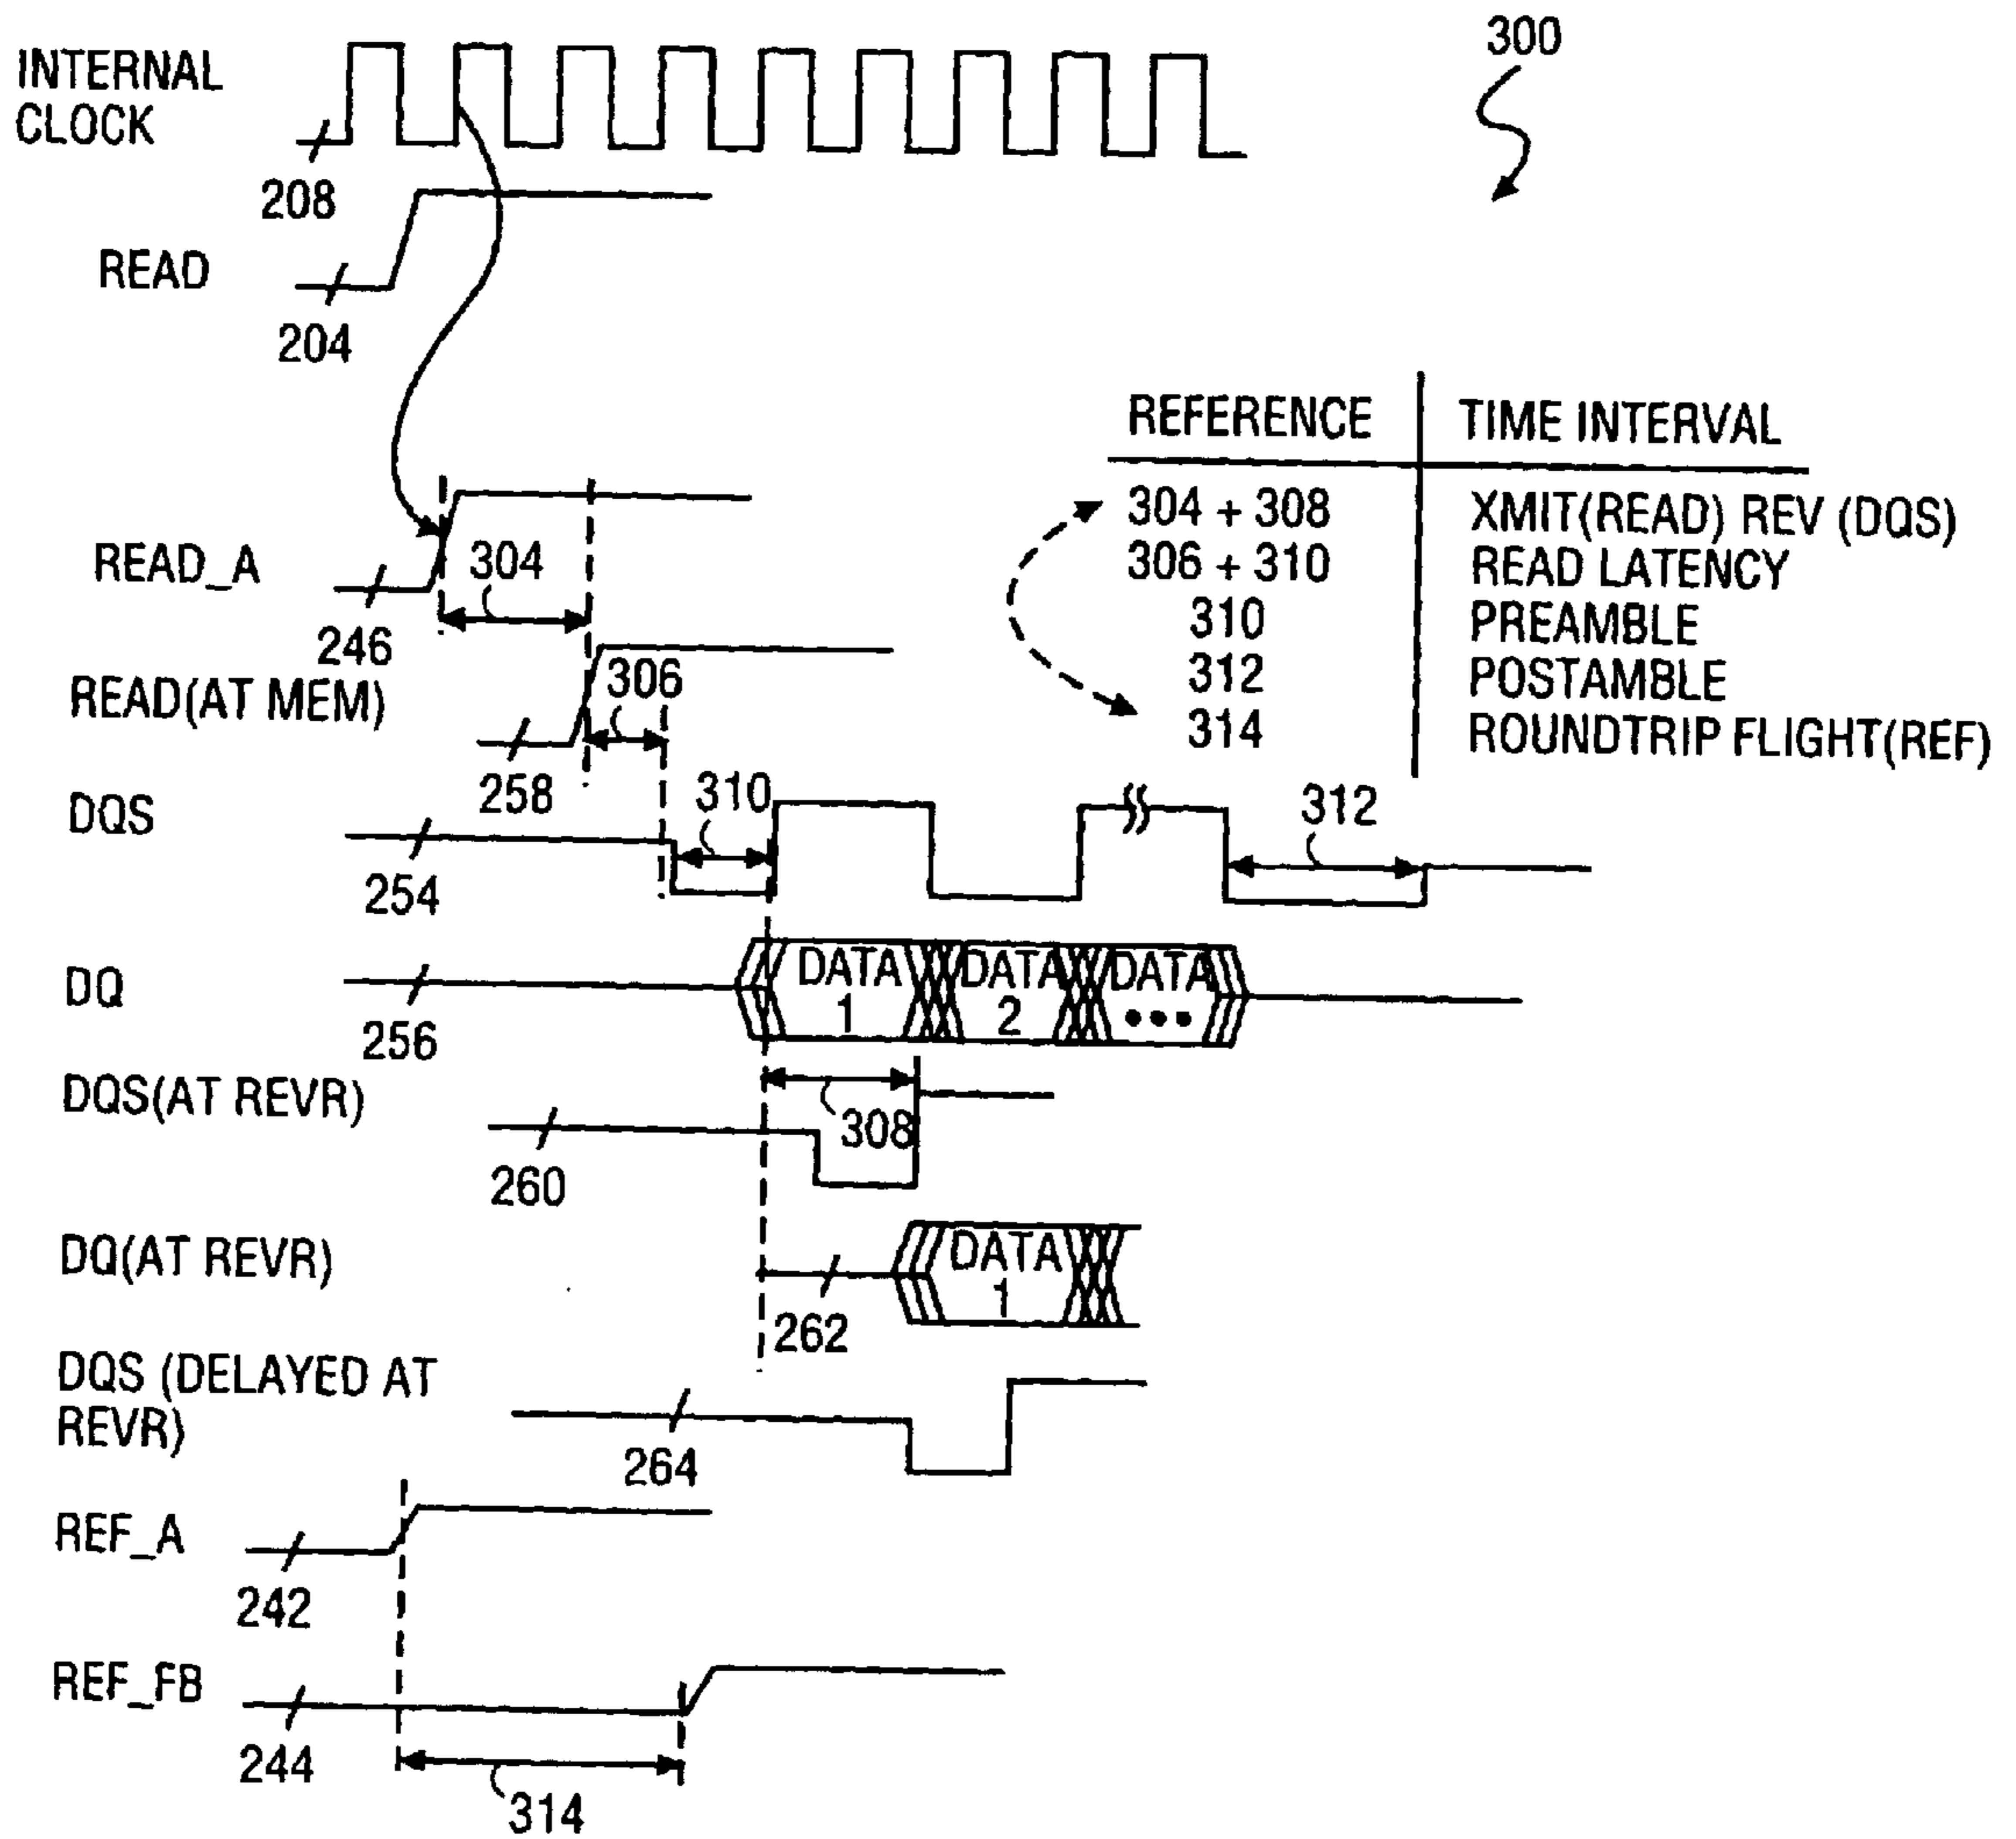 300
INTERNAL
CLOCK
208
READ
204
REFERENCE TIME INTERVAL
304 + 308 XMIT(READ) REV (DQS)
306 + 310 READ LATENCY
310 PREAMBLE
312 POSTAMBLE
314 ROUNDTRIP FLIGHT(REF)
READ_A
304
246
READ(AT MEM)
306
258
DQS
310
312
254
DQ
DATA
1
DATA
2
DATA
•••
256
DQS(AT REVR)
308
260
DQ(AT REVR)
DATA
1
262
DQS (DELAYED AT
REVR)
264
REF_A
242
REF_FB
244
314